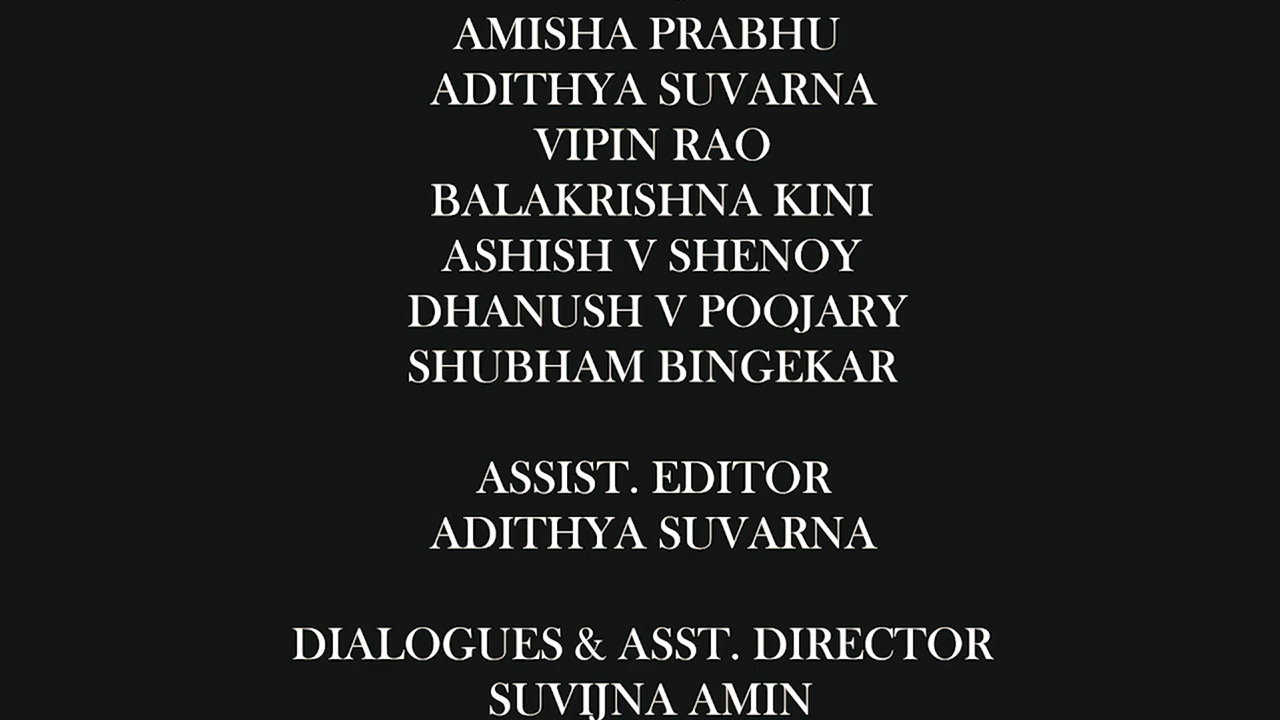 AMISHA PRABHU
ADITHYA SUVARNA
VIPIN RAO
BALAKRISHNA KINI
ASHISH V SHENOY
DHANUSH V POOJARY
SHUBHAM BINGEKAR
ASSIST. EDITOR
ADITHYA SUVARNA
DIALOGUES & ASST. DIRECTOR
SUVIJNA AMIN